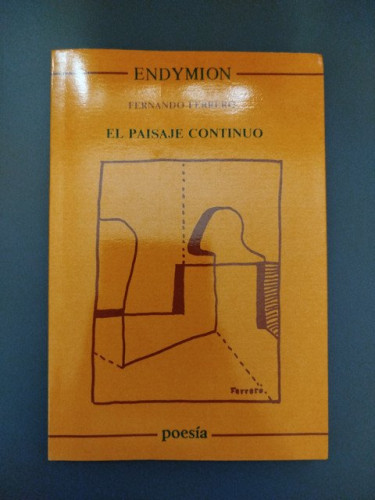 ENDYMION
FERNANDO FERRERO
EL PAISAJE CONTINUO
Ferrero
poesía